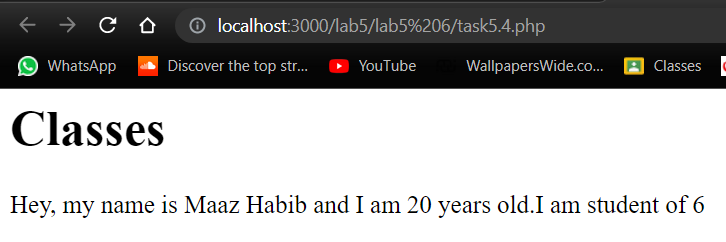 localhost:3000/lab5/lab5%206/task5.4.php
WhatsApp Discover the top str... YouTube WallpapersWide.co... Classes
Classes
Hey, my name is Maaz Habib and I am 20 years old.I am student of 6